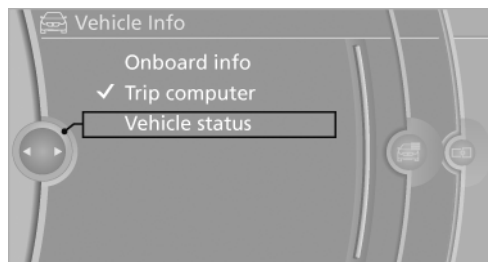 Vehicle Info
Onboard info
Trip computer
Vehicle status